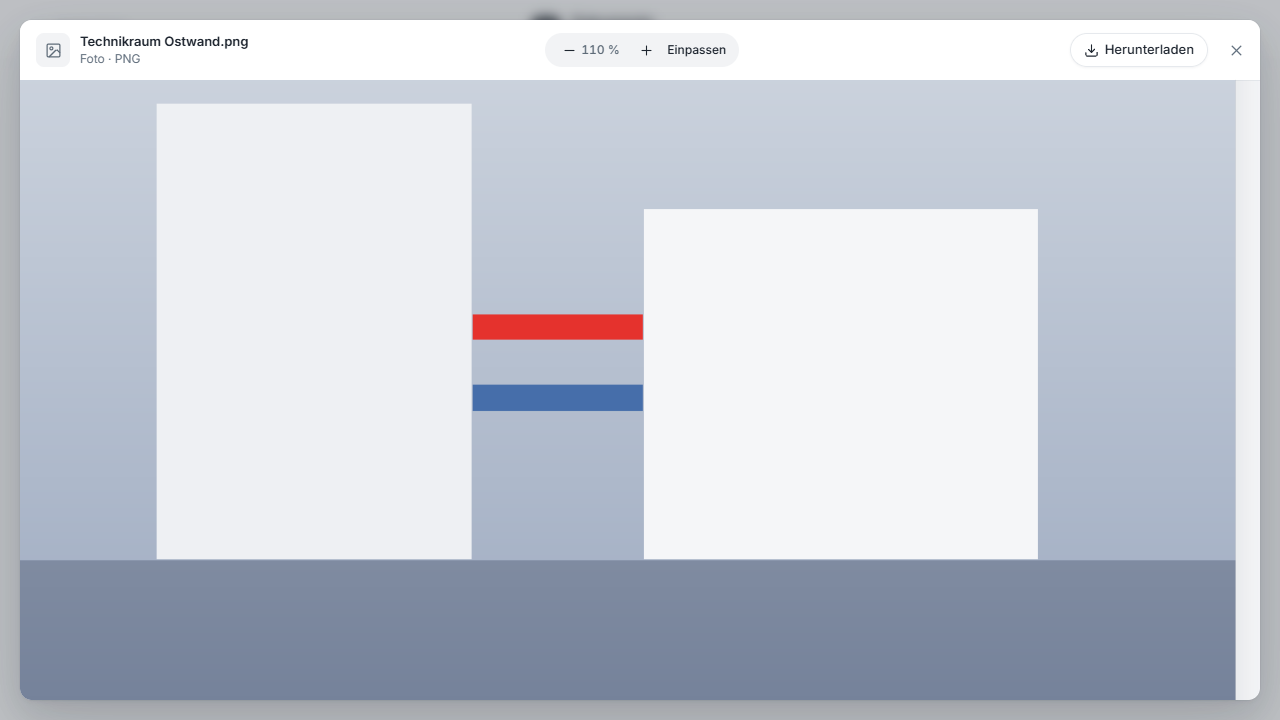 Technikraum Ostwand.png
Foto · PNG
110 %
Einpassen
Herunterladen